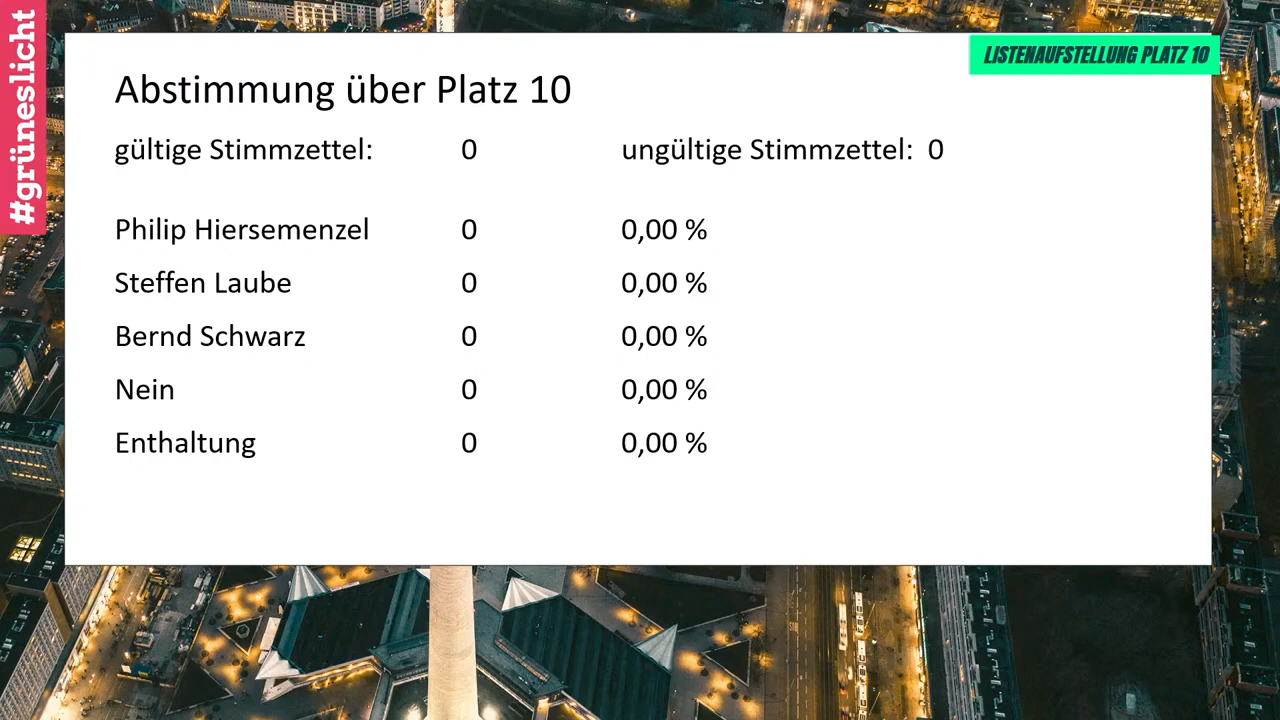 #grüneslicht
LISTENAUFSTELLUNG PLATZ 10
Abstimmung über Platz 10
gültige Stimmzettel: 0 ungültige Stimmzettel: 0
Philip Hiersemenzel 0 0,00 %
Steffen Laube 0 0,00 %
Bernd Schwarz 0 0,00 %
Nein 0 0,00 %
Enthaltung 0 0,00 %